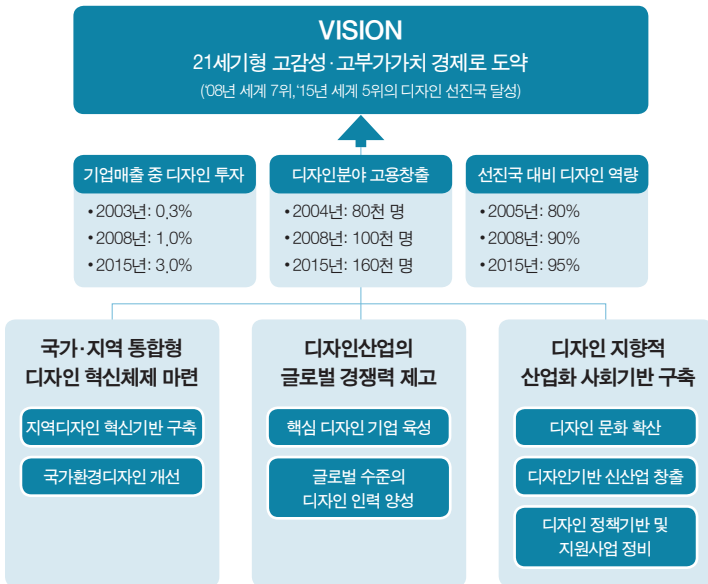 VISION
21세기형 고감성·고부가가치 경제로 도약
('08년 세계 7위,'15년 세계 5위의 디자인 선진국 달성)
기업매출 중 디자인 투자
•2003년: 0.3%
•2008년: 1.0%
•2015년: 3.0%
디자인분야 고용창출
•2004년: 80천 명
•2008년: 100천 명
•2015년: 160천 명
선진국 대비 디자인 역량
•2005년: 80%
•2008년: 90%
•2015년: 95%
국가·지역 통합형
디자인 혁신체제 마련
지역디자인 혁신기반 구축
국가환경디자인 개선
디자인산업의
글로벌 경쟁력 제고
핵심 디자인 기업 육성
글로벌 수준의
디자인 인력 양성
디자인 지향적
산업화 사회기반 구축
디자인 문화 확산
디자인기반 신산업 창출
디자인 정책기반 및
지원사업 정비